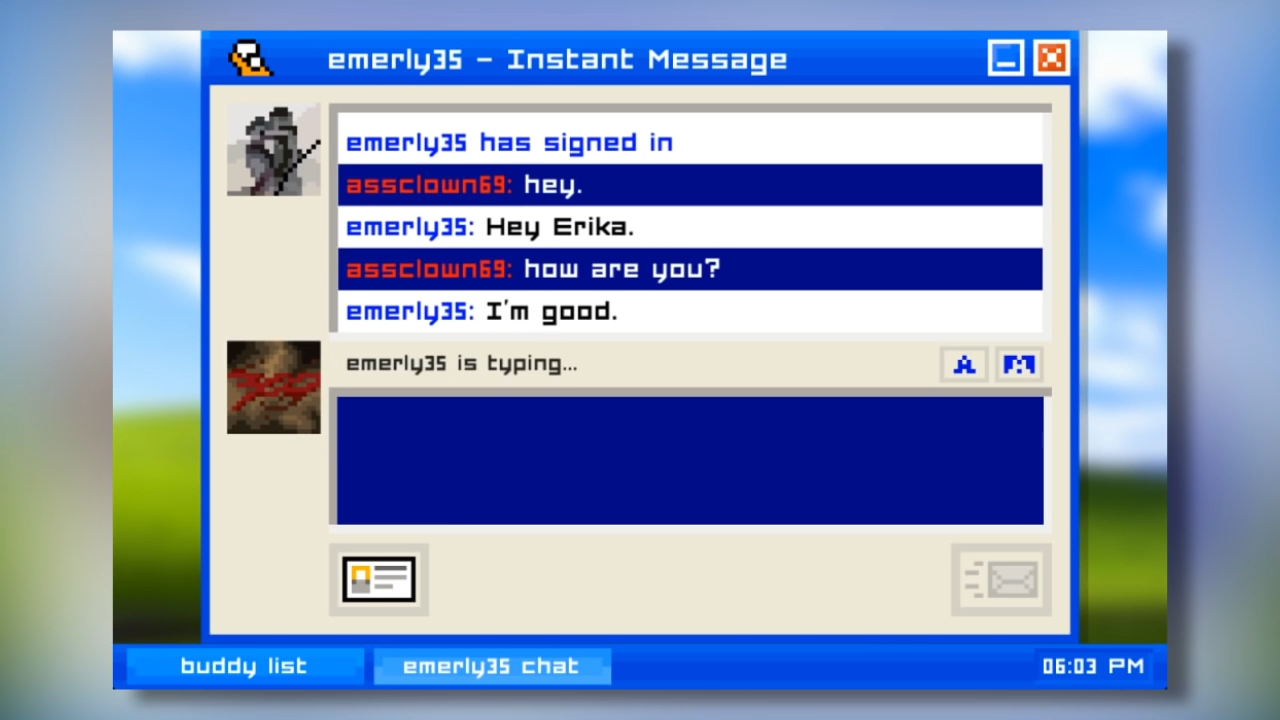 emerly35 - Instant Message
emerly35 has signed in
assclown69: hey.
emerly35: Hey Erika.
assclown69: how are you?
emerly35: I'm good.
emerly35 is typing...
A
buddy list
emerly35 chat
06:03 PM